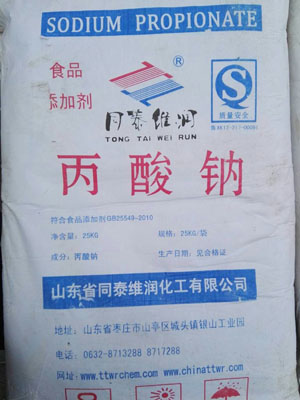 SODIUM PROPIONATE
食品
添加剂
®
同泰维润
TONG TAI WEI RUN
质量安全
丙酸钠
符合食品添加剂GB25549-2010
净含量：25KG 规格：25KG/袋
成分：丙酸钠 生产日期：见合格证
山东省同泰维润化工有限公司
地址：山东省枣庄市山亭区城头镇银山工业园
电话：0632-8713288 8717288
网址：www.ttwrchem.com www.chinattwr.com